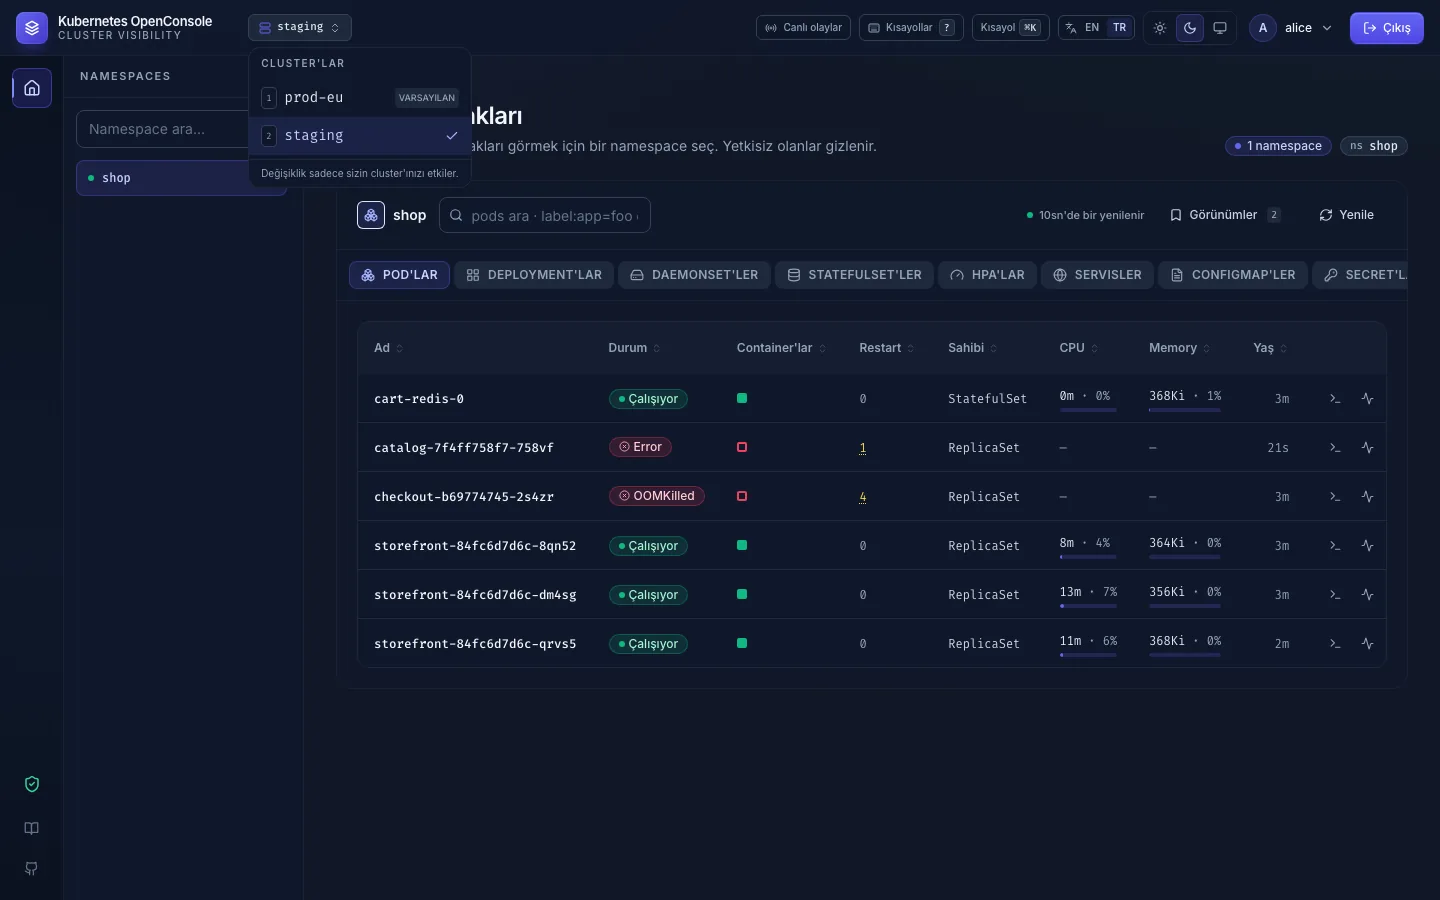 Kubernetes OpenConsole
CLUSTER VISIBILITY
staging
Canlı olaylar
Kısayollar ?
Kısayol ⌘K
EN TR
A alice
Çıkış
NAMESPACES
Namespace ara...
shop
CLUSTER'LAR
1 prod-eu VARSAYILAN
2 staging
Değişiklik sadece sizin cluster'ınızı etkiler.
akları
akları görmek için bir namespace seç. Yetkisiz olanlar gizlenir.
1 namespace
ns shop
shop
pods ara · label:app=foo
10sn'de bir yenilenir
Görünümler 2
Yenile
POD'LAR DEPLOYMENT'LAR DAEMONSET'LER STATEFULSET'LER HPA'LAR SERVISLER CONFIGMAP'LER SECRET'L
Ad Durum Container'lar Restart Sahibi CPU Memory Yaş
cart-redis-0 Çalışıyor 0 StatefulSet 0m · 0% 368Ki · 1% 3m
catalog-7f4ff758f7-758vf Error 1 ReplicaSet — — 21s
checkout-b69774745-2s4zr OOMKilled 4 ReplicaSet — — 3m
storefront-84fc6d7d6c-8qn52 Çalışıyor 0 ReplicaSet 8m · 4% 364Ki · 0% 3m
storefront-84fc6d7d6c-dm4sg Çalışıyor 0 ReplicaSet 13m · 7% 356Ki · 0% 3m
storefront-84fc6d7d6c-qrvs5 Çalışıyor 0 ReplicaSet 11m · 6% 368Ki · 0% 2m